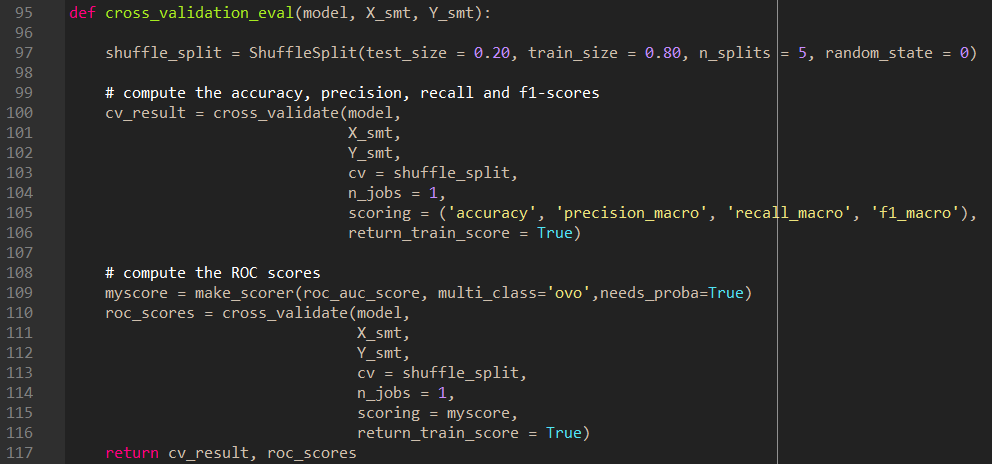 95 def cross_validation_eval(model, X_smt, Y_smt):
96
97     shuffle_split = ShuffleSplit(test_size = 0.20, train_size = 0.80, n_splits = 5, random_state = 0)
98
99     # compute the accuracy, precision, recall and f1-scores
100     cv_result = cross_validate(model,
101                                X_smt,
102                                Y_smt,
103                                cv = shuffle_split,
104                                n_jobs = 1,
105                                scoring = ('accuracy', 'precision_macro', 'recall_macro', 'f1_macro'),
106                                return_train_score = True)
107
108     # compute the ROC scores
109     myscore = make_scorer(roc_auc_score, multi_class='ovo',needs_proba=True)
110     roc_scores = cross_validate(model,
111                                 X_smt,
112                                 Y_smt,
113                                 cv = shuffle_split,
114                                 n_jobs = 1,
115                                 scoring = myscore,
116                                 return_train_score = True)
117     return cv_result, roc_scores